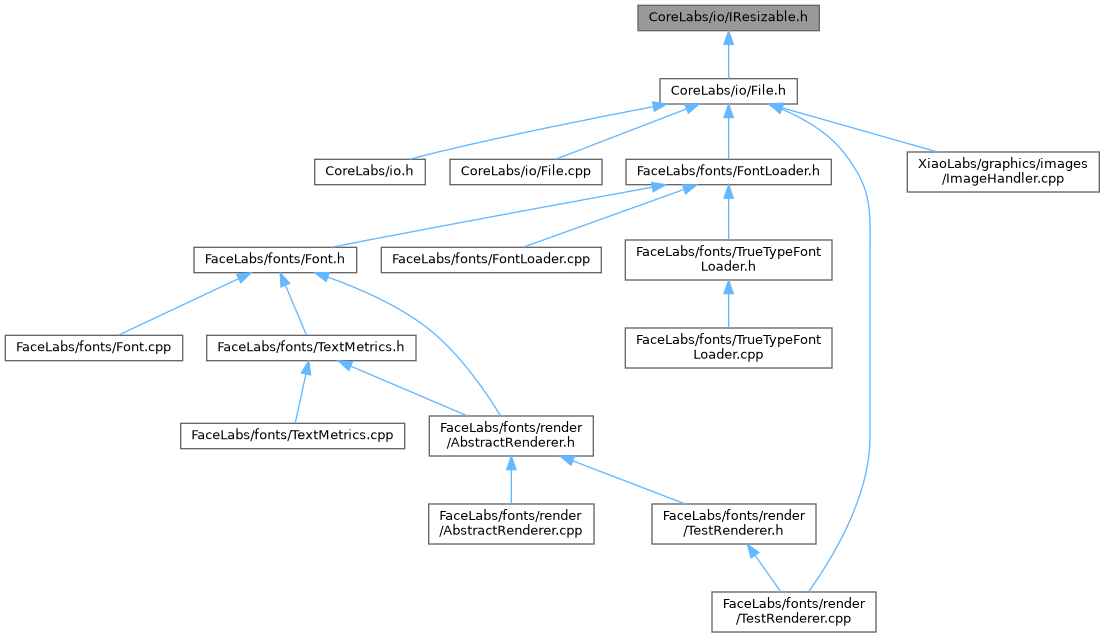 CoreLabs/io/IResizable.h
CoreLabs/io/File.h
CoreLabs/io.h
CoreLabs/io/File.cpp
FaceLabs/fonts/FontLoader.h
XiaoLabs/graphics/images
/ImageHandler.cpp
FaceLabs/fonts/Font.h
FaceLabs/fonts/FontLoader.cpp
FaceLabs/fonts/TrueTypeFont
Loader.h
FaceLabs/fonts/Font.cpp
FaceLabs/fonts/TextMetrics.h
FaceLabs/fonts/TrueTypeFont
Loader.cpp
FaceLabs/fonts/TextMetrics.cpp
FaceLabs/fonts/render
/AbstractRenderer.h
FaceLabs/fonts/render
/AbstractRenderer.cpp
FaceLabs/fonts/render
/TestRenderer.h
FaceLabs/fonts/render
/TestRenderer.cpp